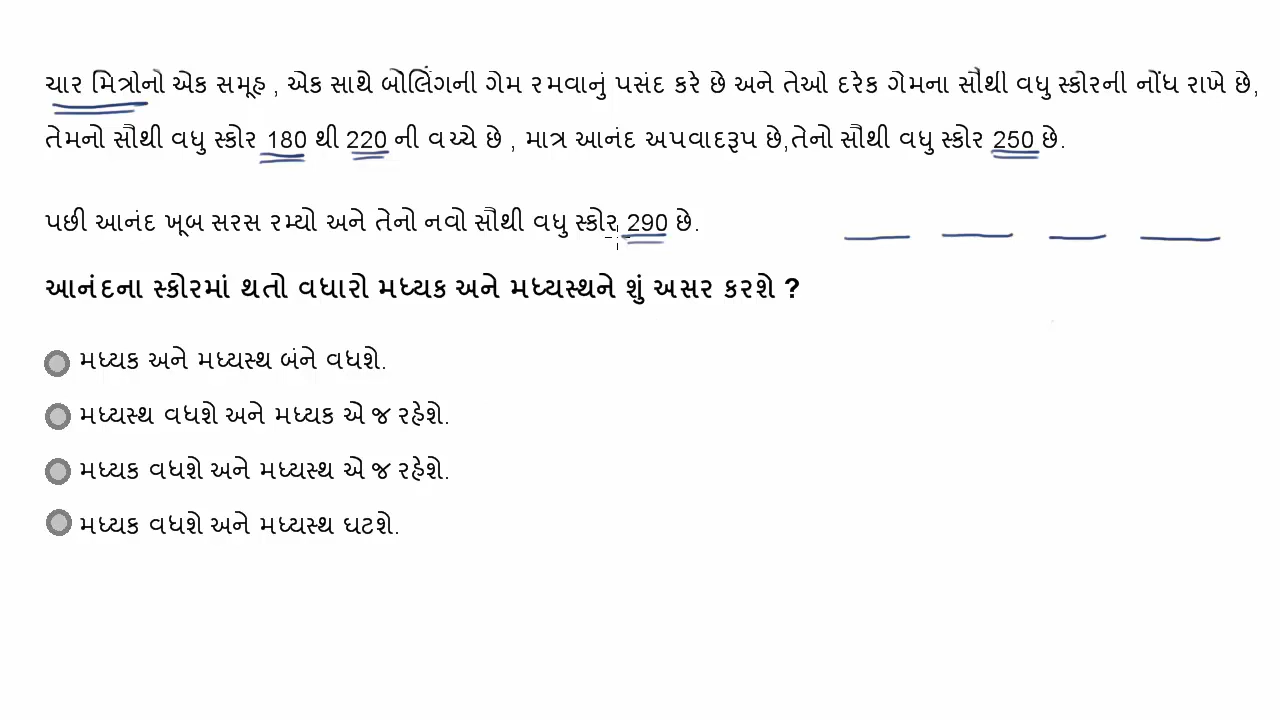 ચાર મિત્રોનો એક સમૂહ , એક સાથે બોલિંગની ગેમ રમવાનું પસંદ કરે છે અને તેઓ દરેક ગેમના સૌથી વધુ સ્કોરની નોંધ રાખે છે,
તેમનો સૌથી વધુ સ્કોર 180 થી 220 ની વચ્ચે છે , માત્ર આનંદ અપવાદરૂપ છે,તેનો સૌથી વધુ સ્કોર 250 છે.
પછી આનંદ ખૂબ સરસ રમ્યો અને તેનો નવો સૌથી વધુ સ્કોર 290 છે.
આનંદના સ્કોરમાં થતો વધારો મધ્યક અને મધ્યસ્થને શું અસર કરશે ?
મધ્યક અને મધ્યસ્થ બંને વધશે.
મધ્યસ્થ વધશે અને મધ્યક એ જ રહેશે.
મધ્યક વધશે અને મધ્યસ્થ એ જ રહેશે.
મધ્યક વધશે અને મધ્યસ્થ ઘટશે.